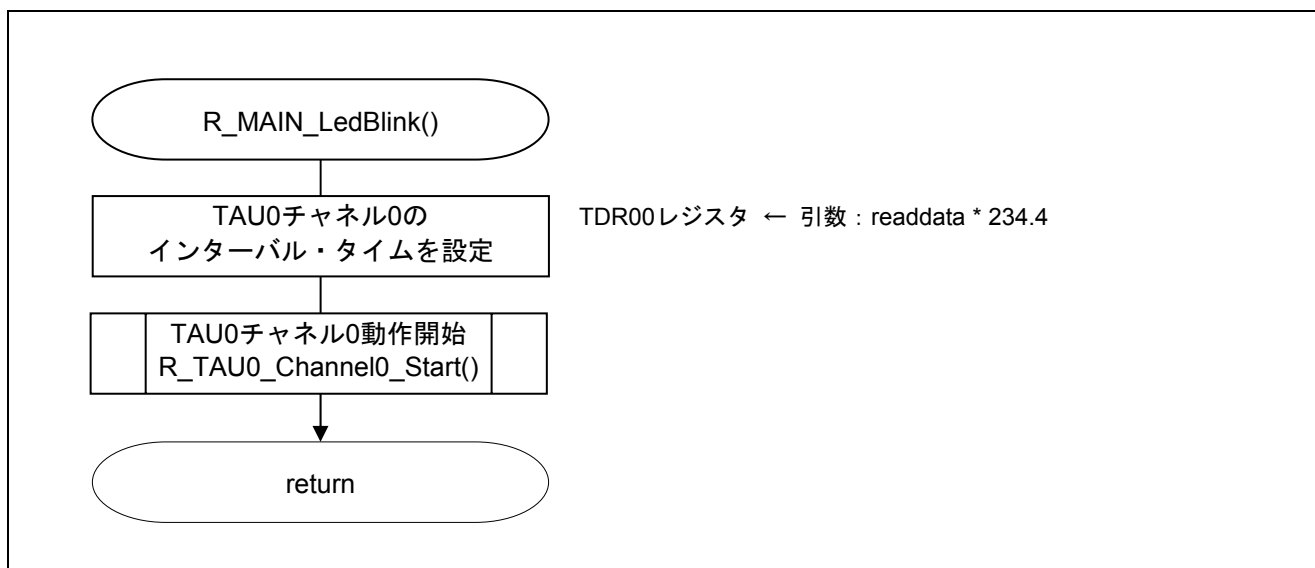 R_MAIN_LedBlink()
TAU0チャネル0の
インターバル・タイムを設定
TDR00レジスタ ← 引数：readdata * 234.4
TAU0チャネル0動作開始
R_TAU0_Channel0_Start()
return